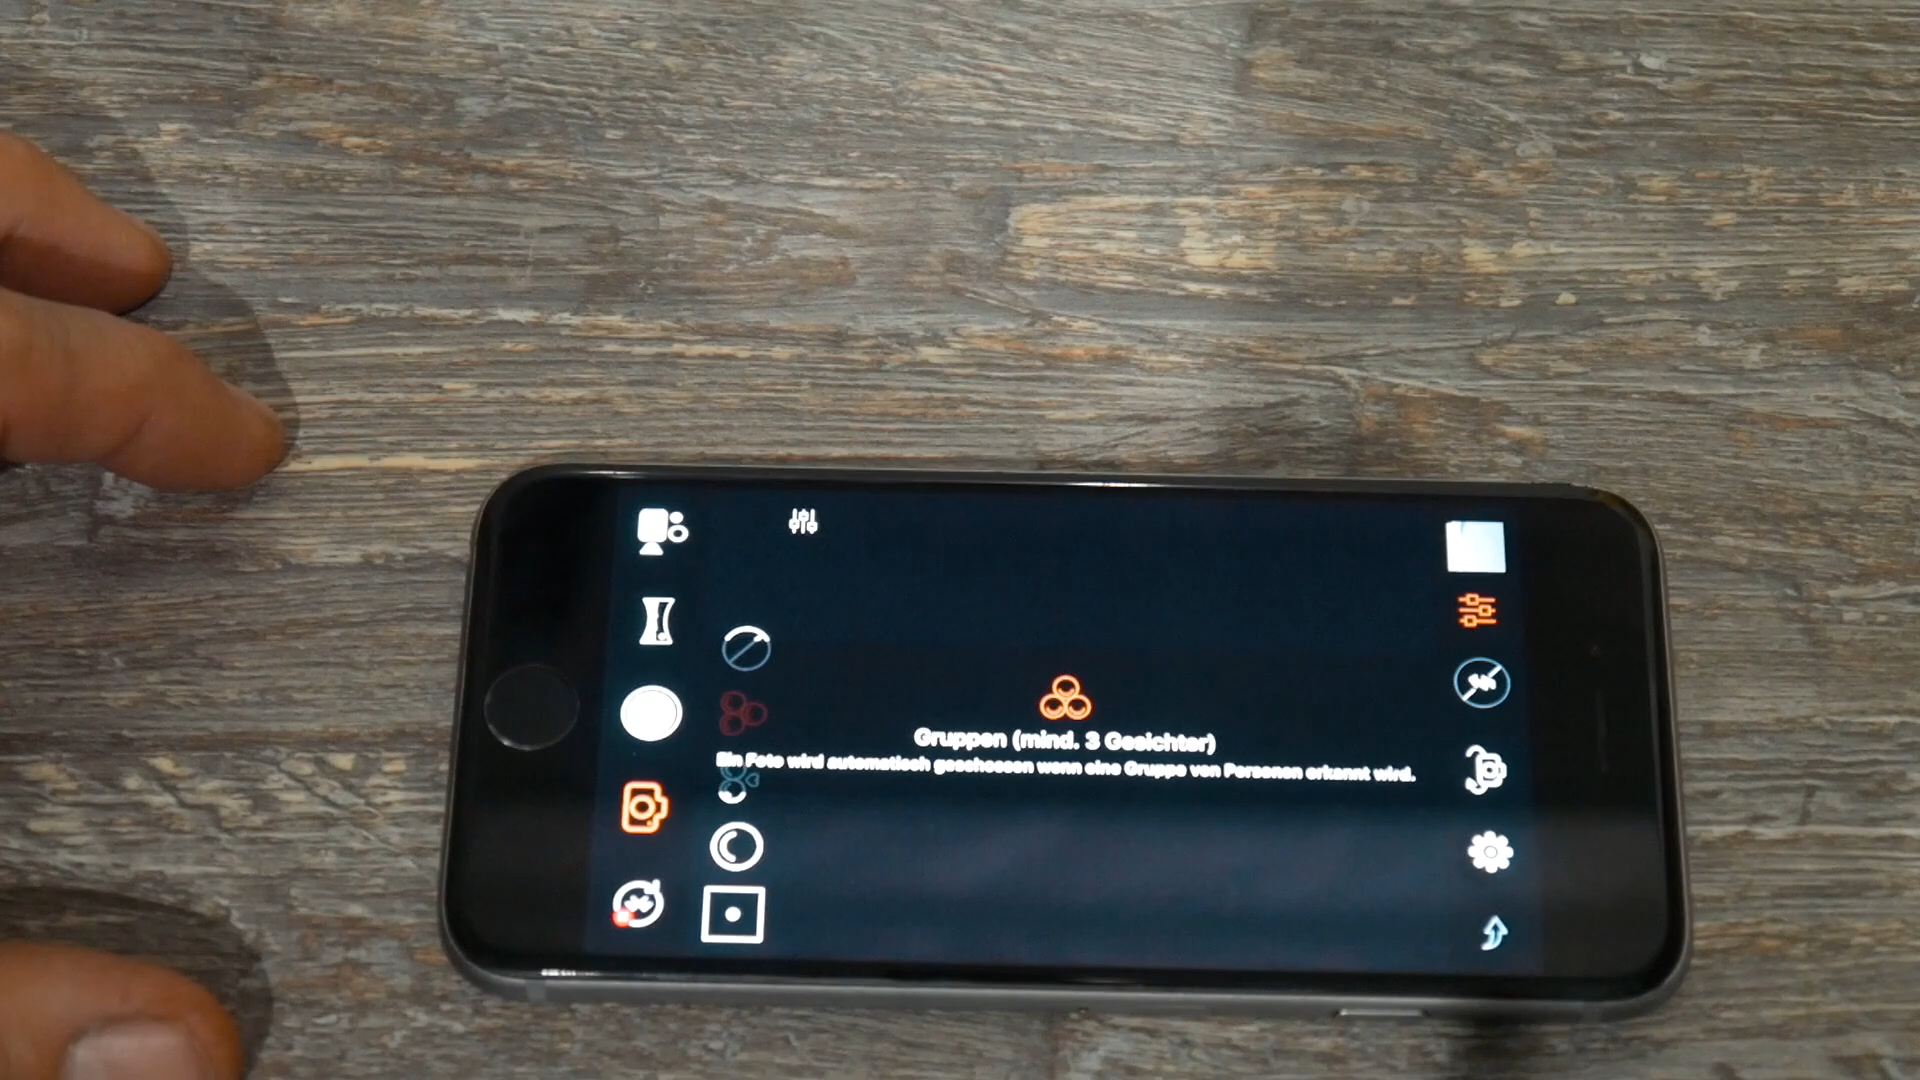 Gruppen (mind. 3 Gesichter)
Ein Foto wird automatisch geschossen wenn eine Gruppe von Personen erkannt wird.